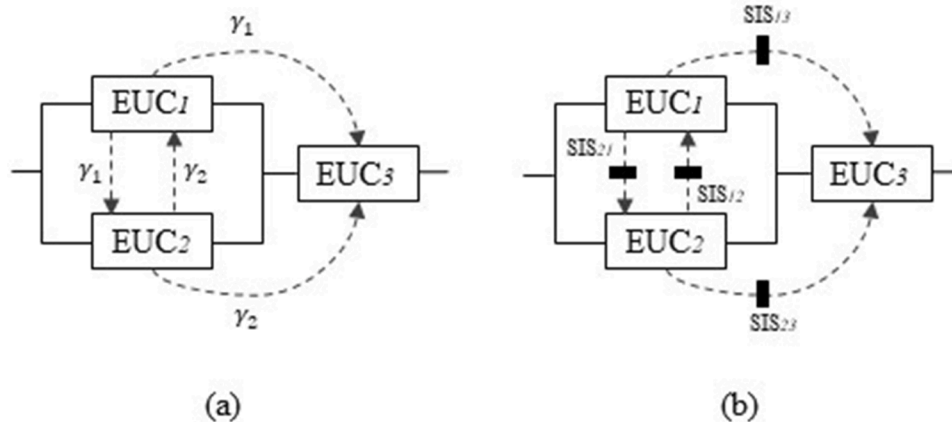 γ₁
EUC₁
γ₁ γ₂
EUC₃
EUC₂
γ₂
(a)
SIS₁₃
EUC₁
SIS₂₁
EUC₃
SIS₁₂
EUC₂
SIS₂₃
(b)